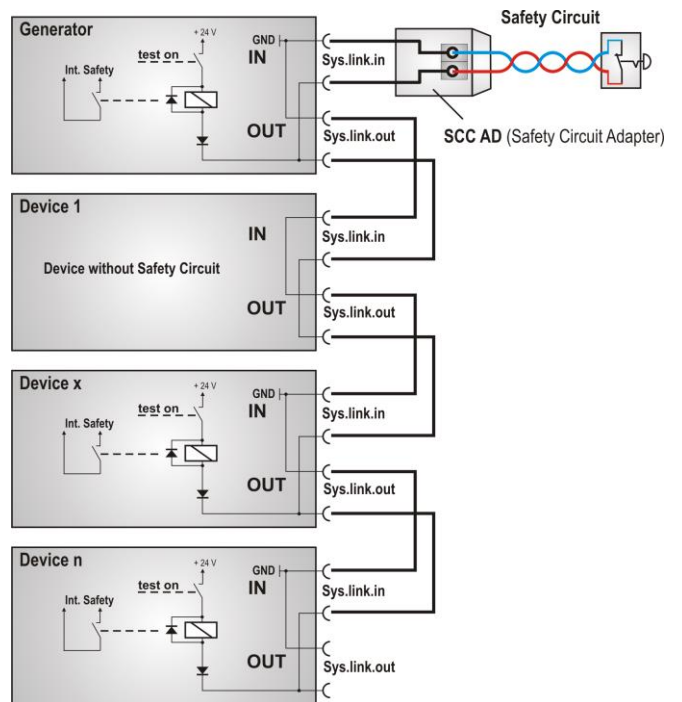 Safety Circuit
Generator
+ 24 V
test on
Int. Safety
GND
IN
Sys.link.in
OUT
Sys.link.out
SCC AD (Safety Circuit Adapter)
Device 1
IN
Sys.link.in
Device without Safety Circuit
OUT
Sys.link.out
Device x
+ 24 V
test on
Int. Safety
GND
IN
Sys.link.in
OUT
Sys.link.out
Device n
+ 24 V
test on
Int. Safety
GND
IN
Sys.link.in
OUT
Sys.link.out